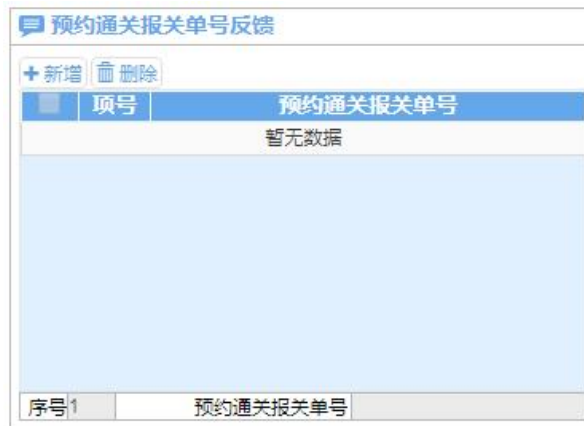 预约通关报关单号反馈
新增 删除
项号 预约通关报关单号
暂无数据
序号 1 预约通关报关单号